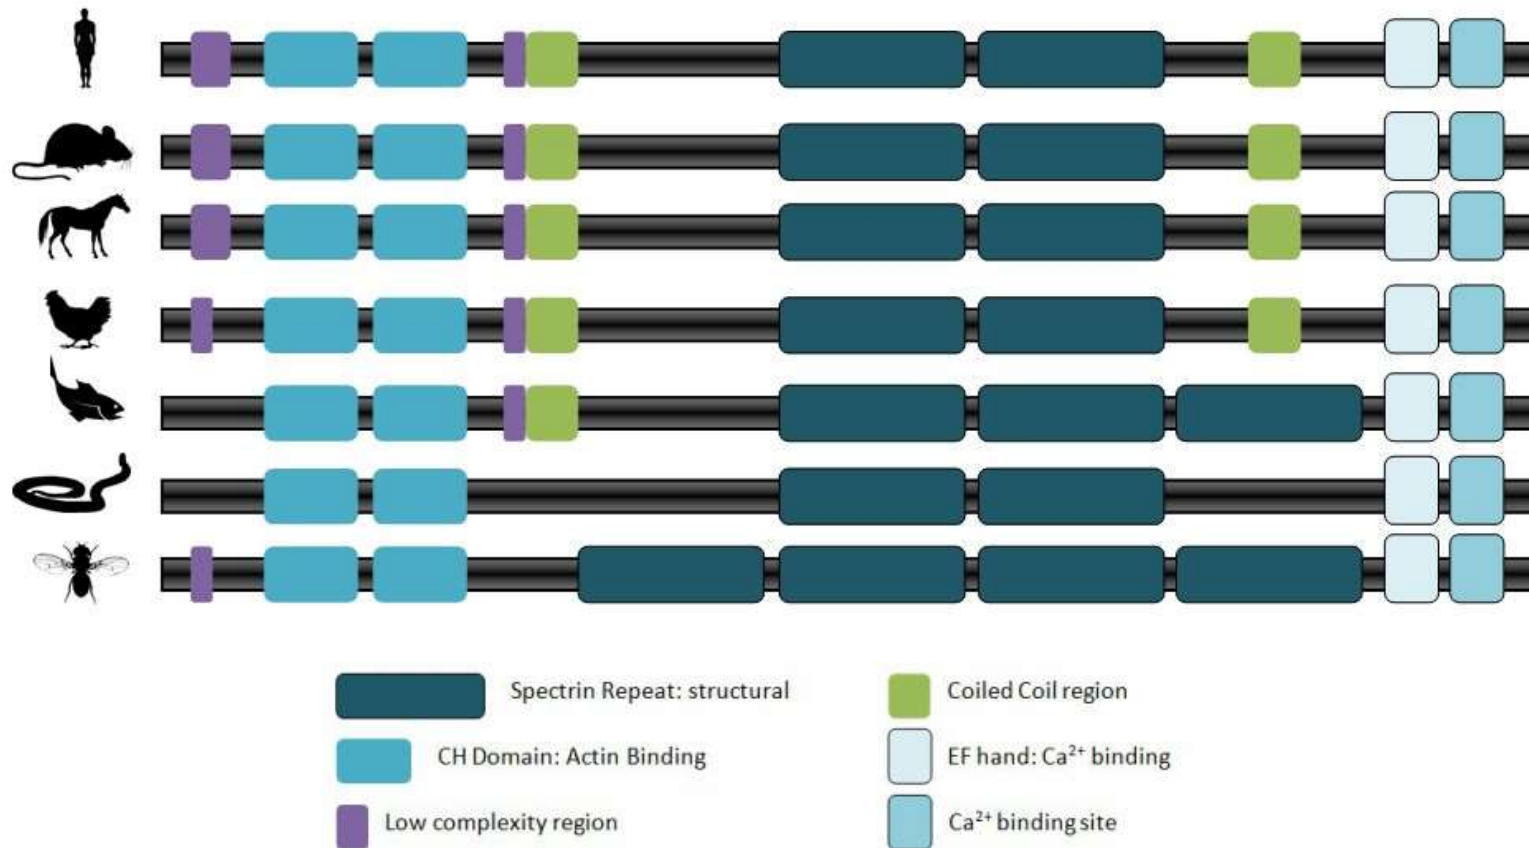 Spectrin Repeat: structural
Coiled Coil region
CH Domain: Actin Binding
EF hand: Ca²⁺ binding
Low complexity region
Ca²⁺ binding site